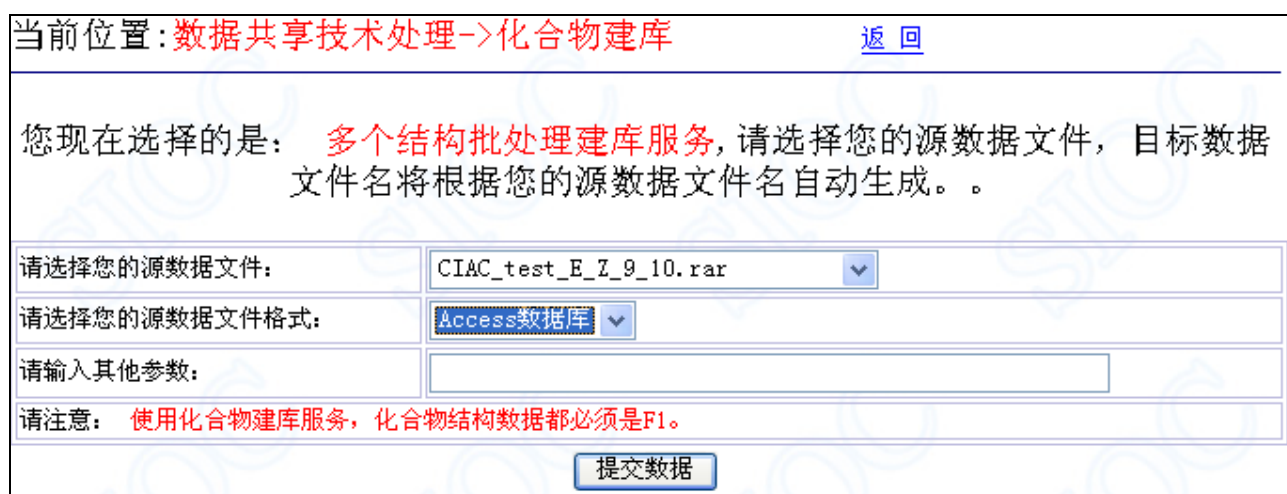 当前位置:数据共享技术处理->化合物建库 返 回
您现在选择的是： 多个结构批处理建库服务,请选择您的源数据文件，目标数据
文件名将根据您的源数据文件名自动生成。。
请选择您的源数据文件： CIAC_test_E_Z_9_10.rar
请选择您的源数据文件格式： Access数据库
请输入其他参数：
请注意： 使用化合物建库服务，化合物结构数据都必须是F1。
提交数据
SIOC
SIOC
SIOC